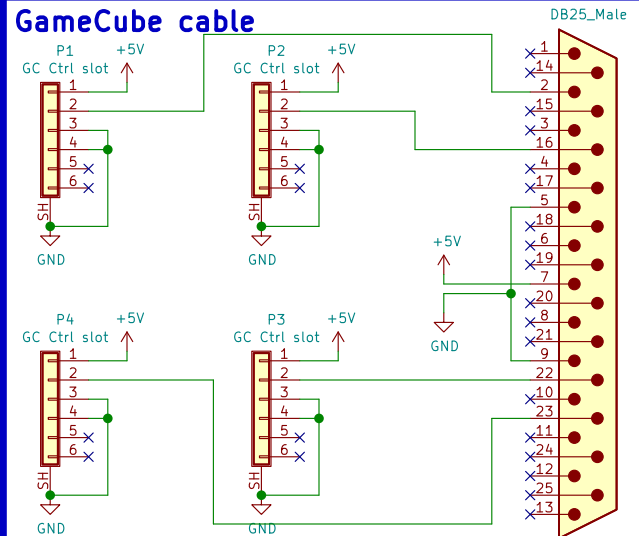 GameCube cable
DB25_Male
P1
GC Ctrl slot
+5V
1
2
3
4
5
6
SH
GND
P2
GC Ctrl slot
+5V
1
2
3
4
5
6
SH
GND
P4
GC Ctrl slot
+5V
1
2
3
4
5
6
SH
GND
P3
GC Ctrl slot
+5V
1
2
3
4
5
6
SH
GND
+5V
GND
1
14
2
15
3
16
4
17
5
18
6
19
7
20
8
21
9
22
10
23
11
24
12
25
13